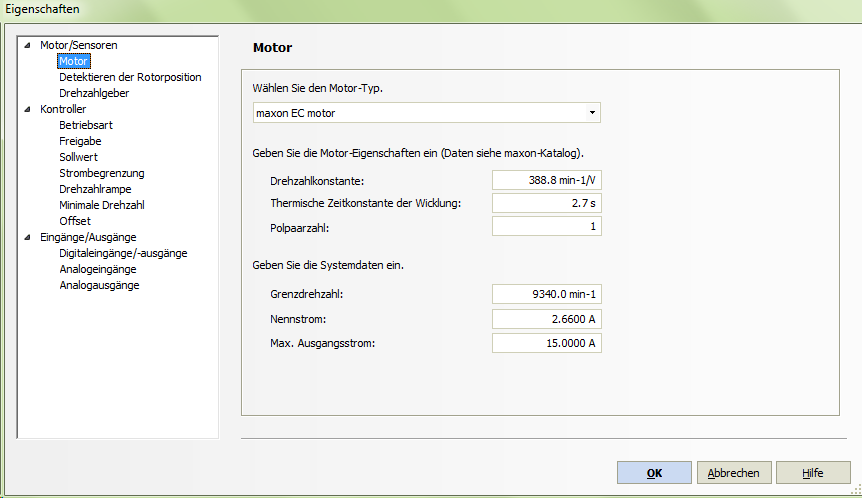 Eigenschaften
Motor/Sensoren
Motor
Detektieren der Rotorposition
Drehzahlgeber
Kontroller
Betriebsart
Freigabe
Sollwert
Strombegrenzung
Drehzahlrampe
Minimale Drehzahl
Offset
Eingänge/Ausgänge
Digitaleingänge/-ausgänge
Analogeingänge
Analogausgänge
Motor
Wählen Sie den Motor-Typ.
maxon EC motor
Geben Sie die Motor-Eigenschaften ein (Daten siehe maxon-Katalog).
Drehzahlkonstante: 388.8 min-1/V
Thermische Zeitkonstante der Wicklung: 2.7 s
Polpaarzahl: 1
Geben Sie die Systemdaten ein.
Grenzdrehzahl: 9340.0 min-1
Nennstrom: 2.6600 A
Max. Ausgangsstrom: 15.0000 A
OK Abbrechen Hilfe